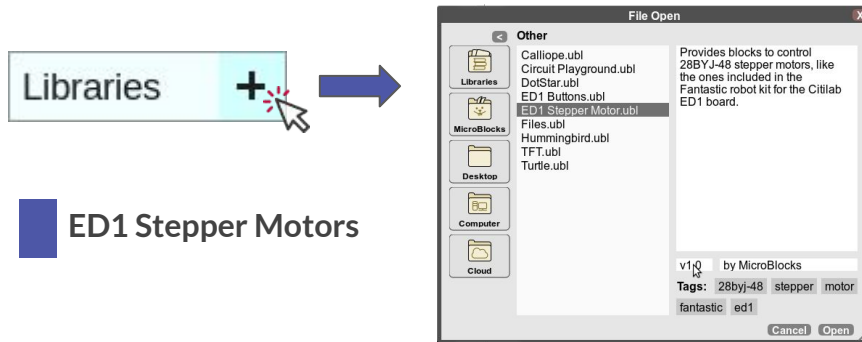 Libraries +
ED1 Stepper Motors
File Open X
< Other
Libraries
MicroBlocks
Desktop
Computer
Cloud
Calliope.ubl
Circuit Playground.ubl
DotStar.ubl
ED1 Buttons.ubl
ED1 Stepper Motor.ubl
Files.ubl
Hummingbird.ubl
TFT.ubl
Turtle.ubl
Provides blocks to control
28BYJ-48 stepper motors, like
the ones included in the
Fantastic robot kit for the Citilab
ED1 board.
v1.0 by MicroBlocks
Tags: 28byj-48 stepper motor
fantastic ed1
Cancel Open